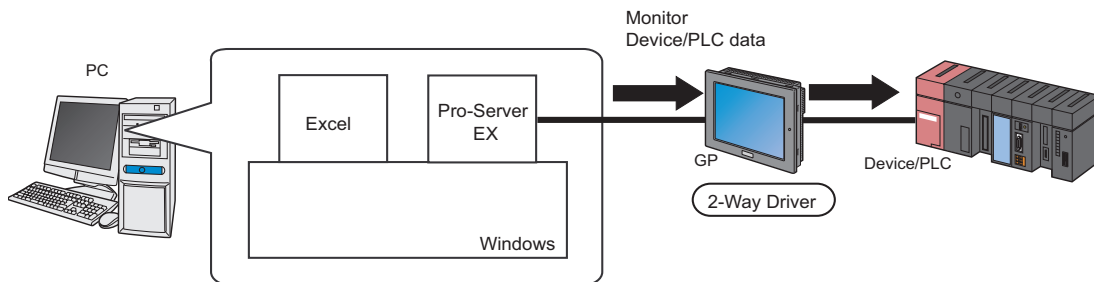 PC
Excel
Pro-Server
EX
Windows
Monitor
Device/PLC data
GP
2-Way Driver
Device/PLC